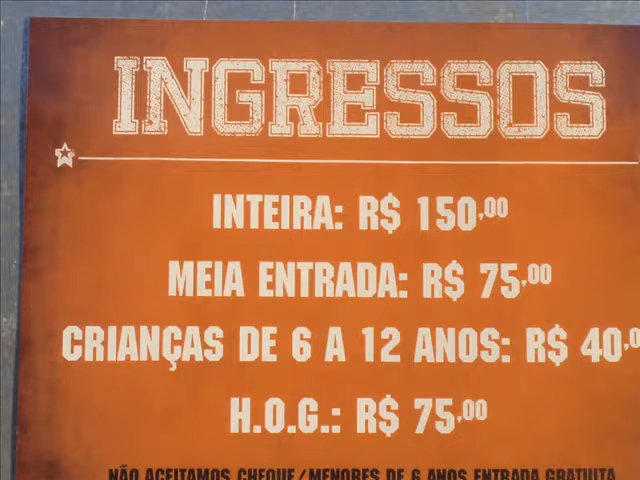 INGRESSOS
INTEIRA: R$ 150,00
MEIA ENTRADA: R$ 75,00
CRIANÇAS DE 6 A 12 ANOS: R$ 40,0
H.O.G.: R$ 75,00
NÃO ACEITAMOS CHEQUE/MENORES DE 6 ANOS ENTRADA GRATUITA